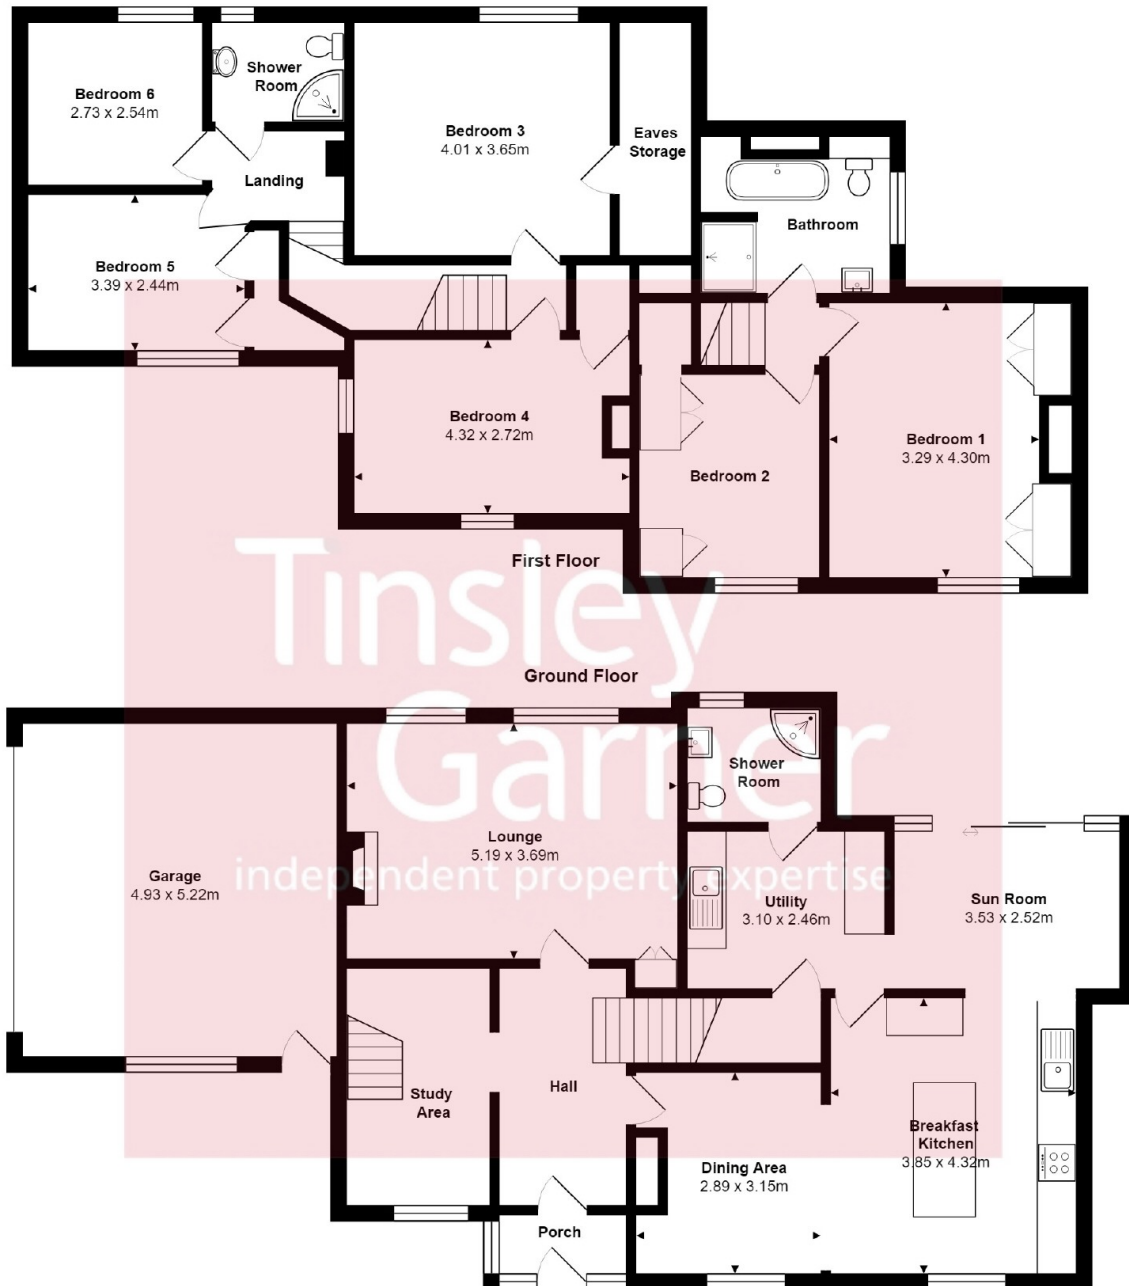 Bedroom 6
2.73 x 2.54m
Shower
Room
Bedroom 3
4.01 x 3.65m
Eaves
Storage
Landing
Bathroom
Bedroom 5
3.39 x 2.44m
Bedroom 4
4.32 x 2.72m
Bedroom 1
3.29 x 4.30m
Bedroom 2
First Floor
Tinsley
Garner
independent property expertise
Ground Floor
Shower
Room
Lounge
5.19 x 3.69m
Garage
4.93 x 5.22m
Utility
3.10 x 2.46m
Sun Room
3.53 x 2.52m
Study
Area
Hall
Breakfast
Kitchen
3.85 x 4.32m
Dining Area
2.89 x 3.15m
Porch